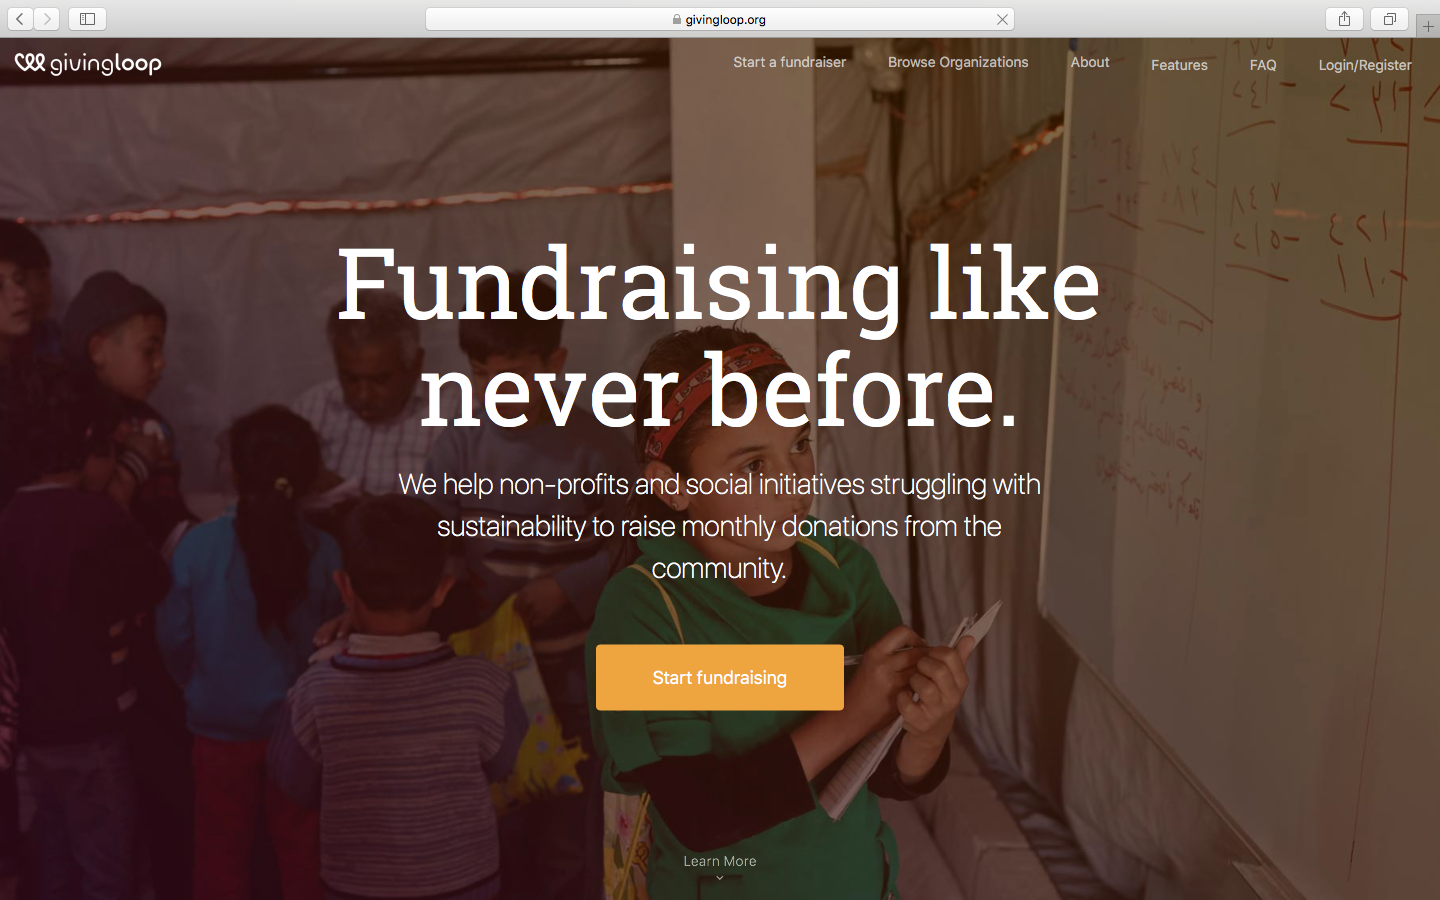 givingloop.org
givingloop
Start a fundraiser
Browse Organizations
About
Features
FAQ
Login/Register
Fundraising like
never before.
We help non-profits and social initiatives struggling with
sustainability to raise monthly donations from the
community.
Start fundraising
Learn More